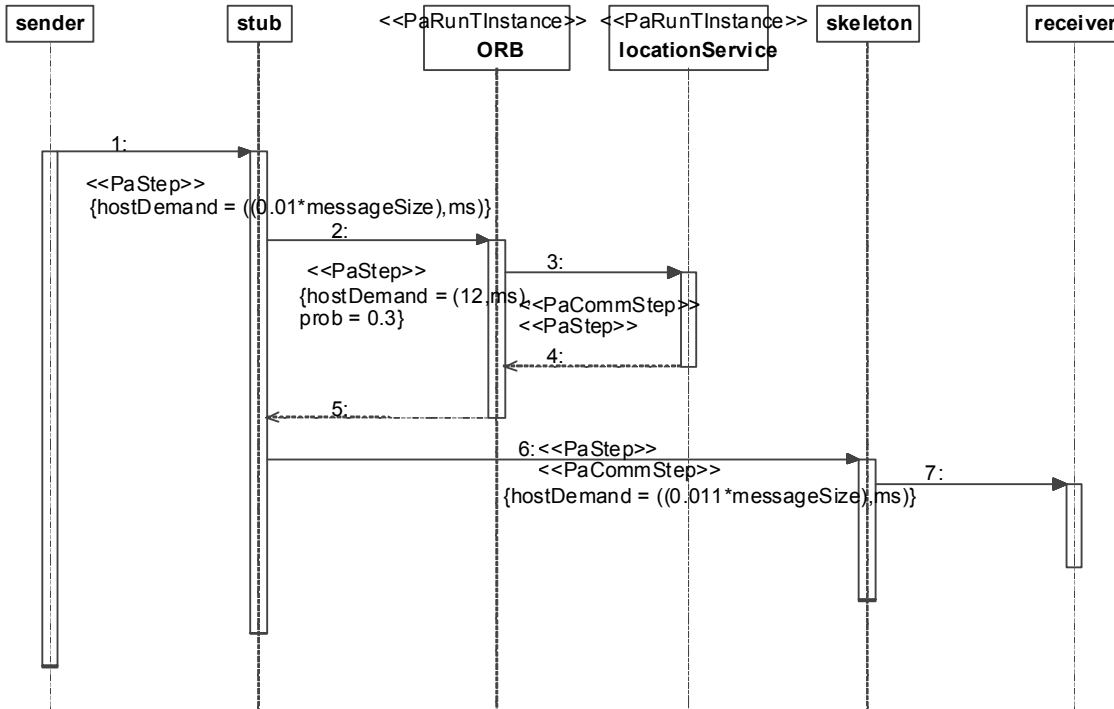 sender
stub
<<PaRunTInstance>>
ORB
<<PaRunTInstance>>
locationService
skeleton
receiver
1:
<<PaStep>>
{hostDemand = ((0.01*messageSize),ms)}
2:
<<PaStep>>
{hostDemand = (12,ms),
prob = 0.3}
3:
<<PaCommStep>>
<<PaStep>>
4:
5:
6:<<PaStep>>
<<PaCommStep>>
{hostDemand = ((0.011*messageSize),ms)}
7: